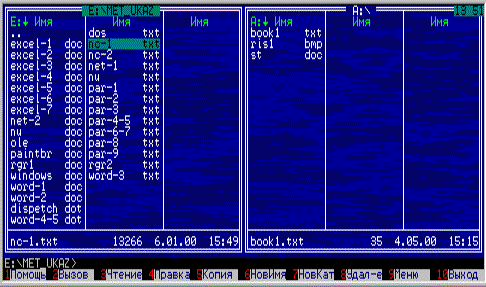 E:\MET_UKAZ A:\ 13 51
E:↓ Имя Имя Имя A:↓ Имя Имя Имя
.. dos txt book1 txt
excel-1 doc nc-1 txt ris1 bmp
excel-2 doc nc-2 txt st doc
excel-3 doc net-1 txt
excel-4 doc nu txt
excel-5 doc par-1 txt
excel-6 doc par-2 txt
excel-7 doc par-3 txt
net-2 doc par-4-5 txt
nu doc par-6-7 txt
ole doc par-8 txt
paintbr doc par-9 txt
rgr1 doc rgr2 txt
windows doc word-3 txt
word-1 doc
word-2 doc
dispetch dot
word-4-5 dot
nc-1.txt 13266 6.01.00 15:49 book1.txt 35 4.05.00 15:15
E:\MET_UKAZ>
1Помощь 2Вызов 3Чтение 4Правка 5Копия 6НовИмя 7НовКат 8Удал-е 9Меню 10Выход